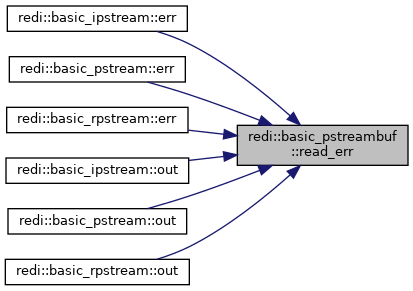 redi::basic_ipstream::err
redi::basic_pstream::err
redi::basic_rpstream::err
redi::basic_ipstream::out
redi::basic_pstream::out
redi::basic_rpstream::out
redi::basic_pstreambuf
::read_err